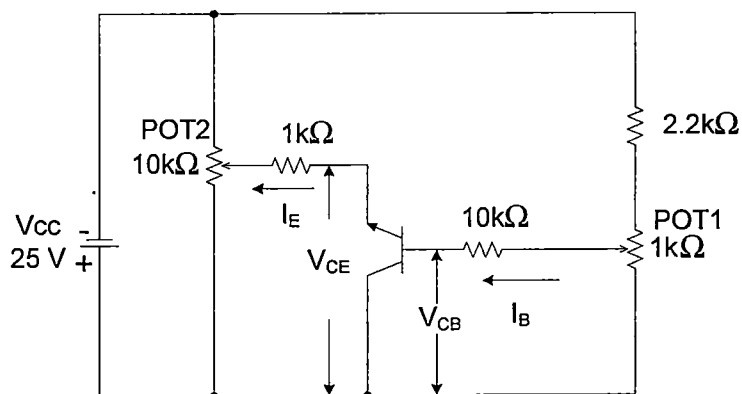 POT2
10kΩ
1kΩ
2.2kΩ
IE
10kΩ
POT1
1kΩ
VCC
25 V
-
+
VCE
VCB
IB